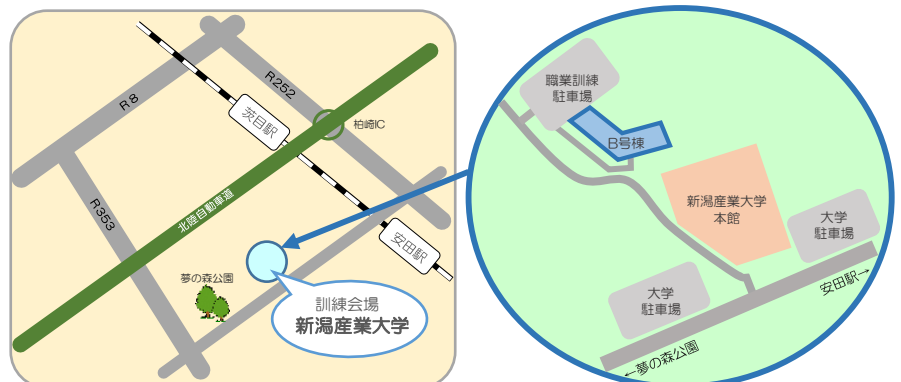 R8
R252
茨目駅
柏崎IC
R353
北陸自動車道
安田駅
夢の森公園
訓練会場
新潟産業大学
職業訓練
駐車場
B号棟
新潟産業大学
本館
大学
駐車場
大学
駐車場
安田駅→
←夢の森公園